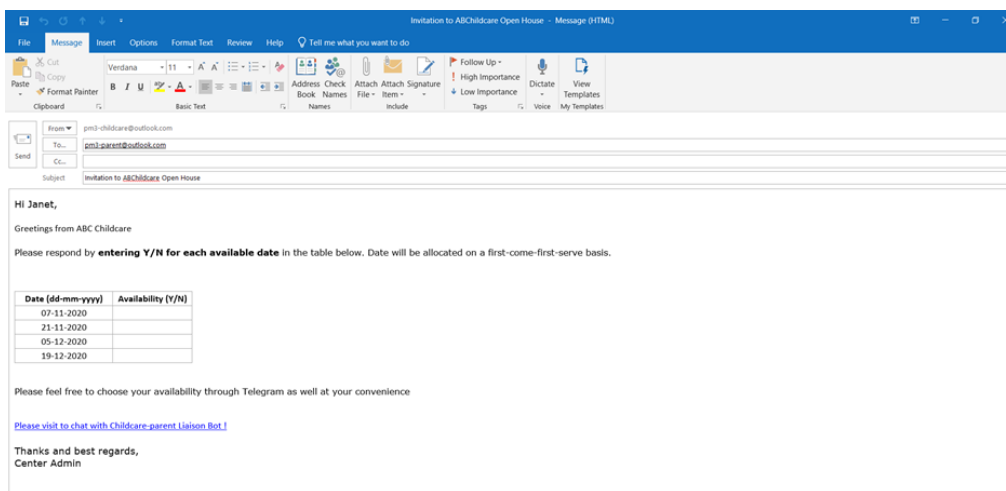 Invitation to ABChildcare Open House - Message (HTML)
File Message Insert Options Format Text Review Help Tell me what you want to do
Paste
Cut
Copy
Format Painter
Clipboard
Verdana 11
B I U
Basic Text
Address Book
Check Names
Names
Attach File
Attach Item
Signature
Include
Follow Up
High Importance
Low Importance
Tags
Dictate
Voice
View Templates
My Templates
Send
From pm3-childcare@outlook.com
To... pm3-parent@outlook.com
Cc...
Subject Invitation to ABChildcare Open House
Hi Janet,
Greetings from ABC Childcare
Please respond by entering Y/N for each available date in the table below. Date will be allocated on a first-come-first-serve basis.
Date (dd-mm-yyyy) Availability (Y/N)
07-11-2020
21-11-2020
05-12-2020
19-12-2020
Please feel free to choose your availability through Telegram as well at your convenience
Please visit to chat with Childcare-parent Liaison Bot !
Thanks and best regards,
Center Admin